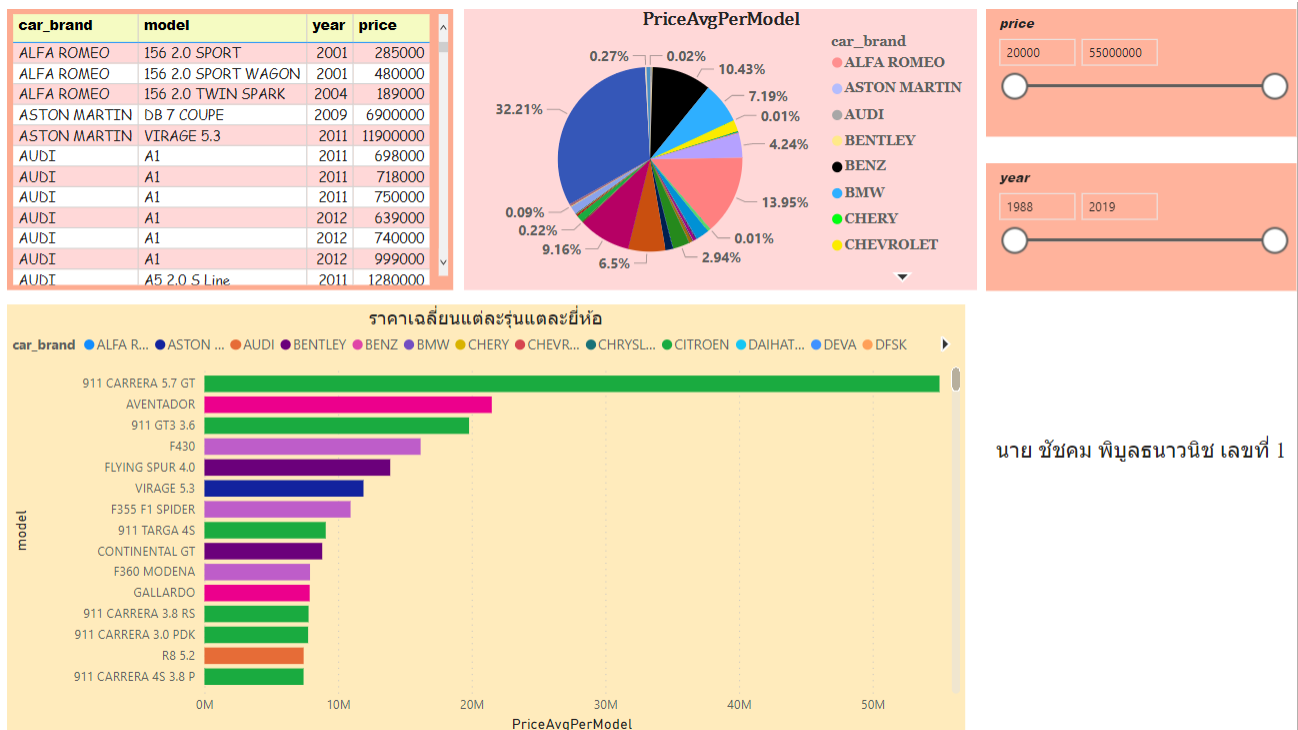 car_brand model year price
ALFA ROMEO 156 2.0 SPORT 2001 285000
ALFA ROMEO 156 2.0 SPORT WAGON 2001 480000
ALFA ROMEO 156 2.0 TWIN SPARK 2004 189000
ASTON MARTIN DB 7 COUPE 2009 6900000
ASTON MARTIN VIRAGE 5.3 2011 11900000
AUDI A1 2011 698000
AUDI A1 2011 718000
AUDI A1 2011 750000
AUDI A1 2012 639000
AUDI A1 2012 740000
AUDI A1 2012 999000
AUDI A5 2.0 S Line 2011 1280000
PriceAvgPerModel
0.27% 0.02%
10.43%
7.19%
0.01%
4.24%
13.95%
0.01%
2.94%
6.5%
9.16%
0.22%
0.09%
32.21%
car_brand
ALFA ROMEO
ASTON MARTIN
AUDI
BENTLEY
BENZ
BMW
CHERY
CHEVROLET
price
20000 55000000
year
1988 2019
ราคาเฉลี่ยนแต่ละรุ่นแตละยี่ห้อ
car_brand ALFA R... ASTON ... AUDI BENTLEY BENZ BMW CHERY CHEVR... CHRYSL... CITROEN DAIHAT... DEVA DFSK
model
911 CARRERA 5.7 GT
AVENTADOR
911 GT3 3.6
F430
FLYING SPUR 4.0
VIRAGE 5.3
F355 F1 SPIDER
911 TARGA 4S
CONTINENTAL GT
F360 MODENA
GALLARDO
911 CARRERA 3.8 RS
911 CARRERA 3.0 PDK
R8 5.2
911 CARRERA 4S 3.8 P
0M 10M 20M 30M 40M 50M
PriceAvgPerModel
นาย ชัชคม พิบูลธนาวนิช เลขที่ 1